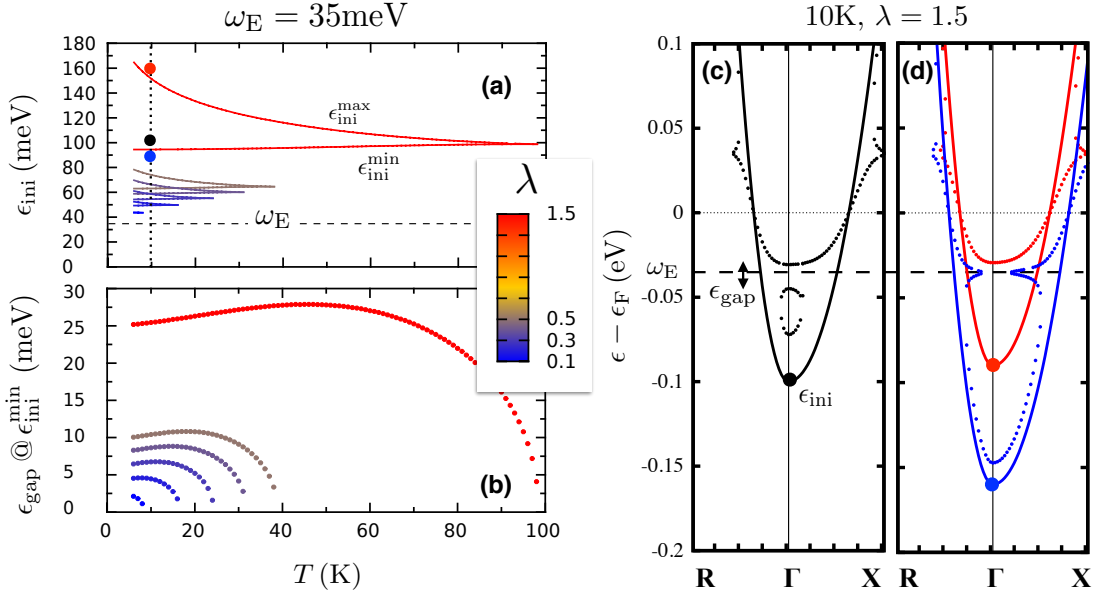 ω_E = 35meV
10K, λ = 1.5
ϵ_ini (meV)
180
160
140
120
100
80
60
40
20
0
(a)
ϵ_ini^max
ϵ_ini^min
ω_E
λ
1.5
0.5
0.3
0.1
ϵ_gap @ ϵ_ini^min (meV)
30
25
20
15
10
5
0
(b)
0
20
40
60
80
100
T (K)
ϵ − ϵ_F (eV)
0.1
0.05
0
ω_E
-0.05
-0.1
-0.15
-0.2
(c)
ϵ_gap
ϵ_ini
R
Γ
X
(d)
R
Γ
X